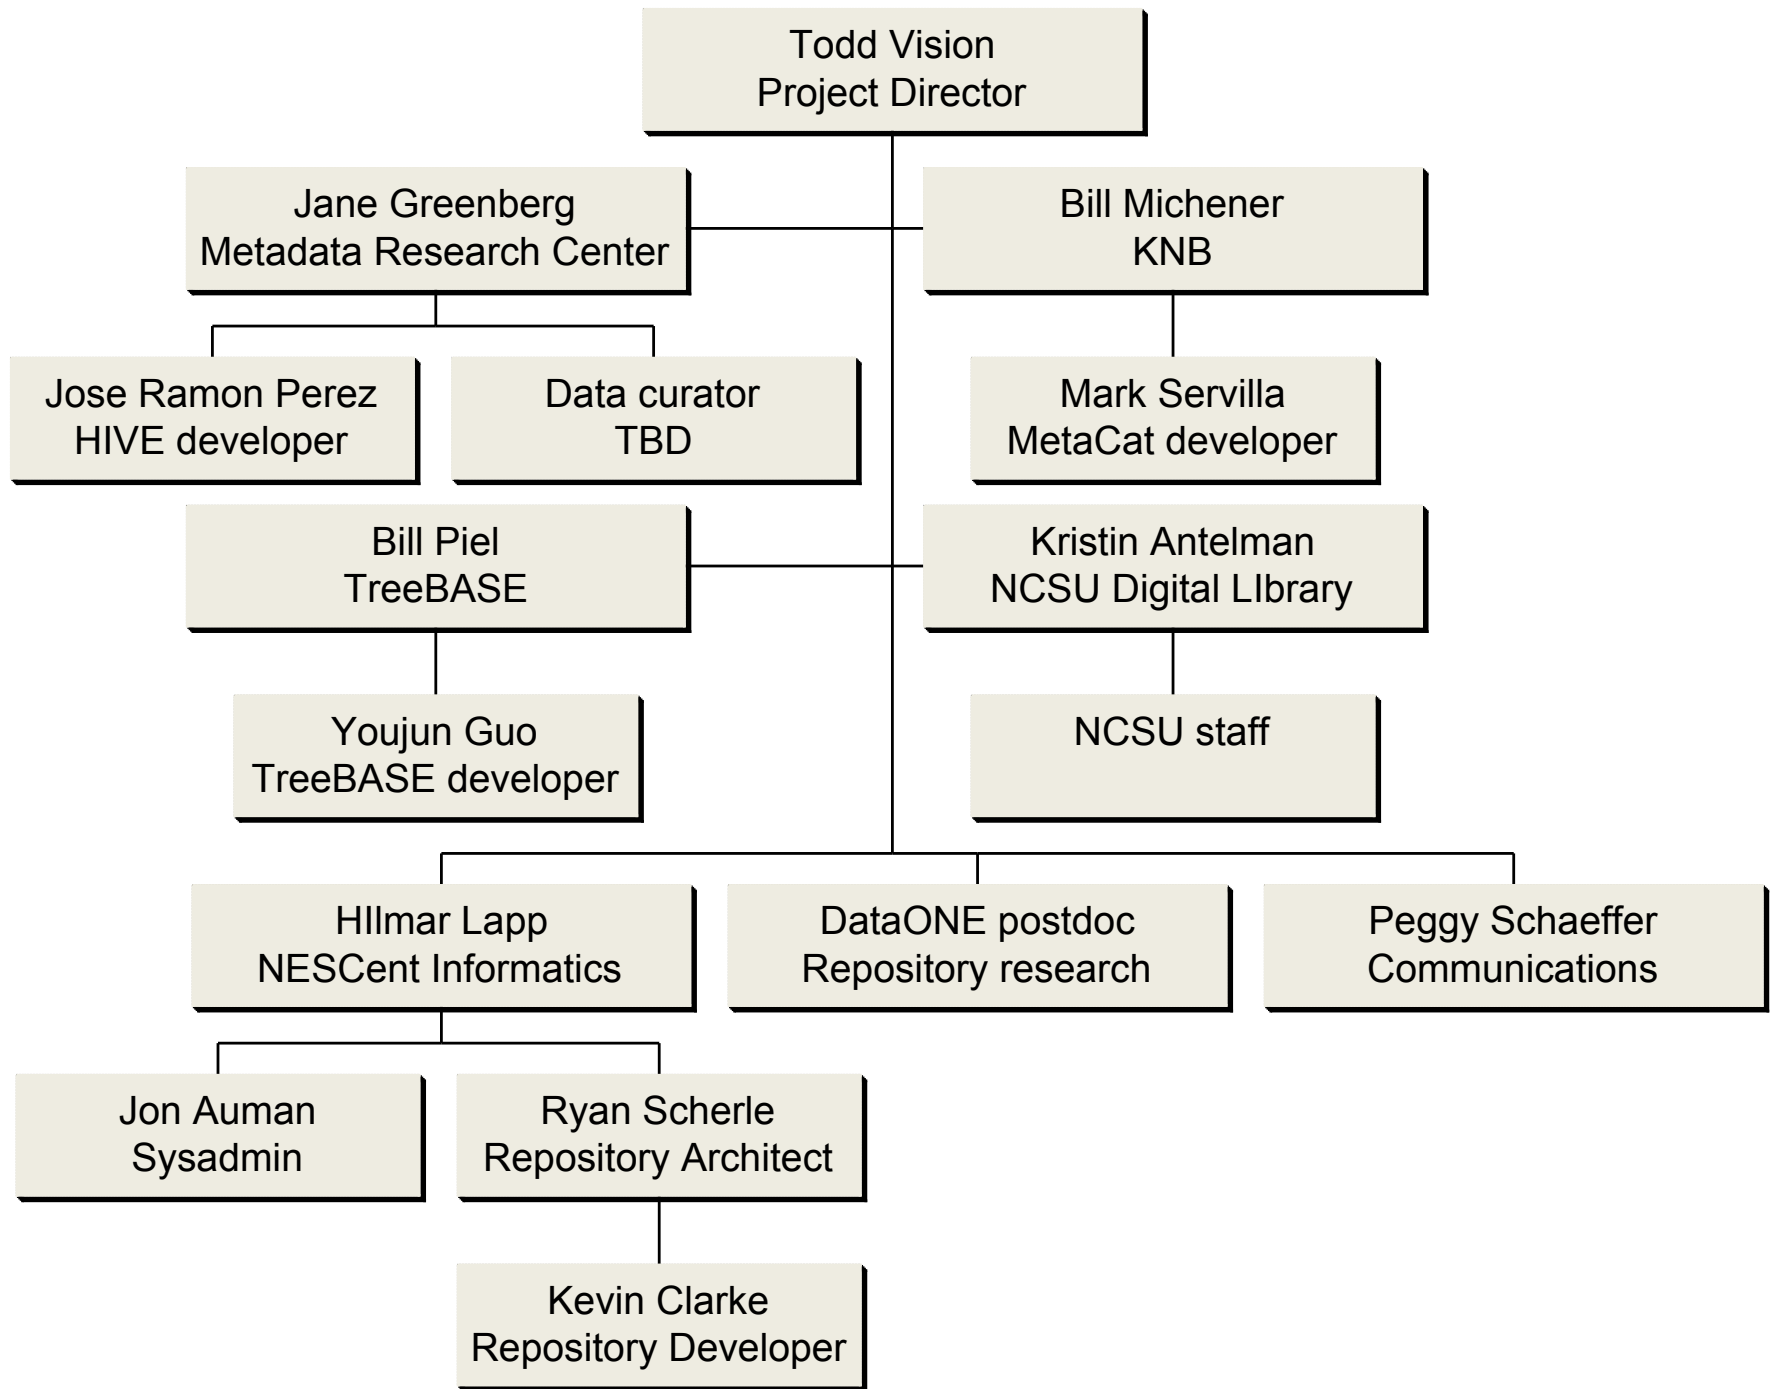 Todd Vision
Project Director
Jane Greenberg
Metadata Research Center
Bill Michener
KNB
Jose Ramon Perez
HIVE developer
Data curator
TBD
Mark Servilla
MetaCat developer
Bill Piel
TreeBASE
Kristin Antelman
NCSU Digital LIbrary
Youjun Guo
TreeBASE developer
NCSU staff
HIlmar Lapp
NESCent Informatics
DataONE postdoc
Repository research
Peggy Schaeffer
Communications
Jon Auman
Sysadmin
Ryan Scherle
Repository Architect
Kevin Clarke
Repository Developer